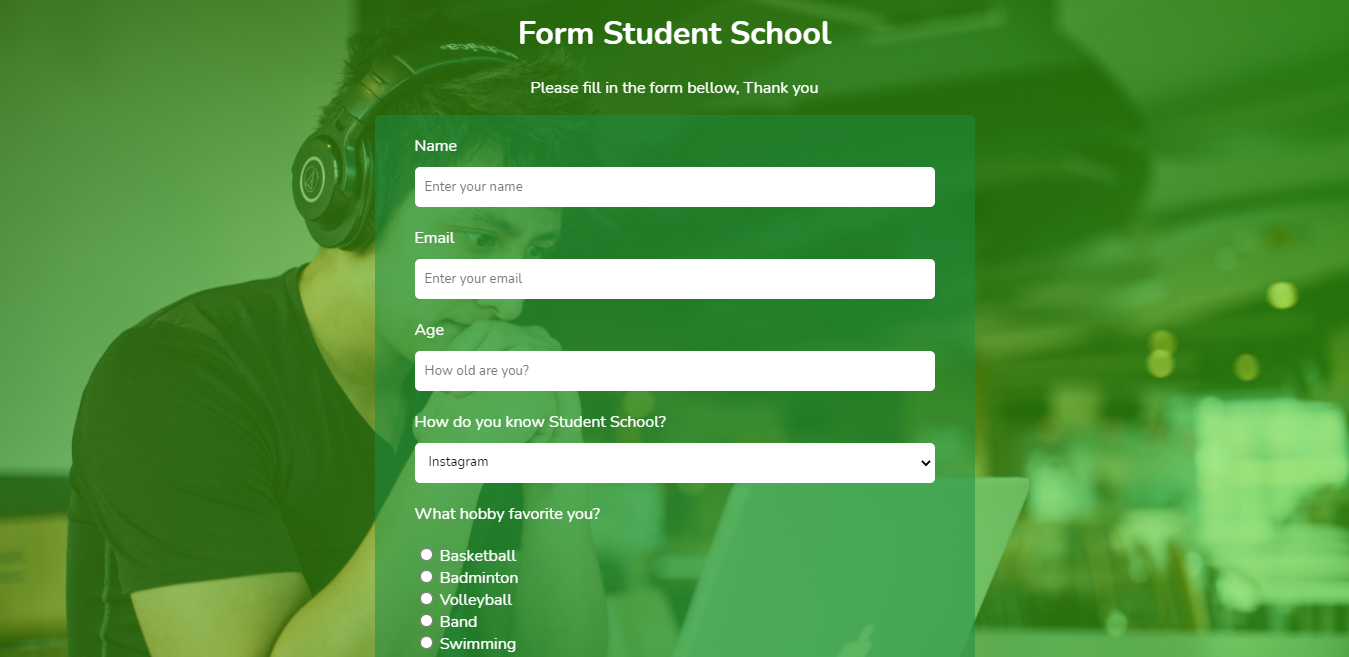 Form Student School
Please fill in the form bellow, Thank you
Name
Enter your name
Email
Enter your email
Age
How old are you?
How do you know Student School?
Instagram
What hobby favorite you?
Basketball
Badminton
Volleyball
Band
Swimming